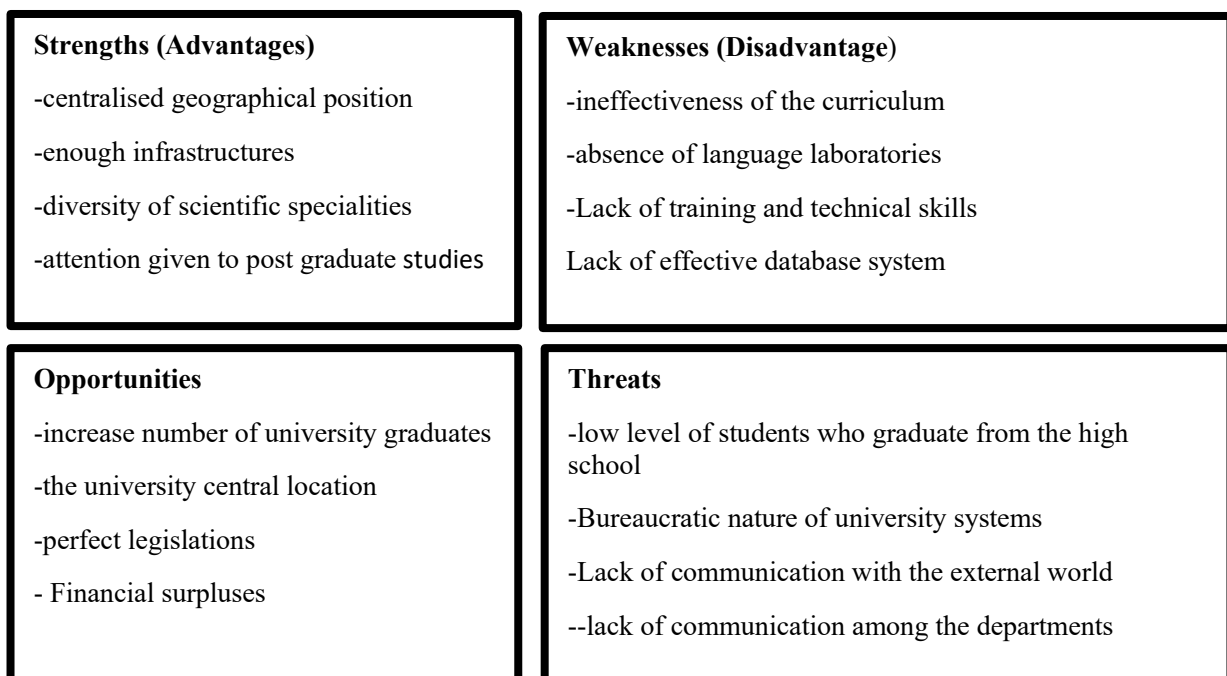 Strengths (Advantages)
-centralised geographical position
-enough infrastructures
-diversity of scientific specialities
-attention given to post graduate studies
Weaknesses (Disadvantage)
-ineffectiveness of the curriculum
-absence of language laboratories
-Lack of training and technical skills
Lack of effective database system
Opportunities
-increase number of university graduates
-the university central location
-perfect legislations
- Financial surpluses
Threats
-low level of students who graduate from the high
school
-Bureaucratic nature of university systems
-Lack of communication with the external world
--lack of communication among the departments